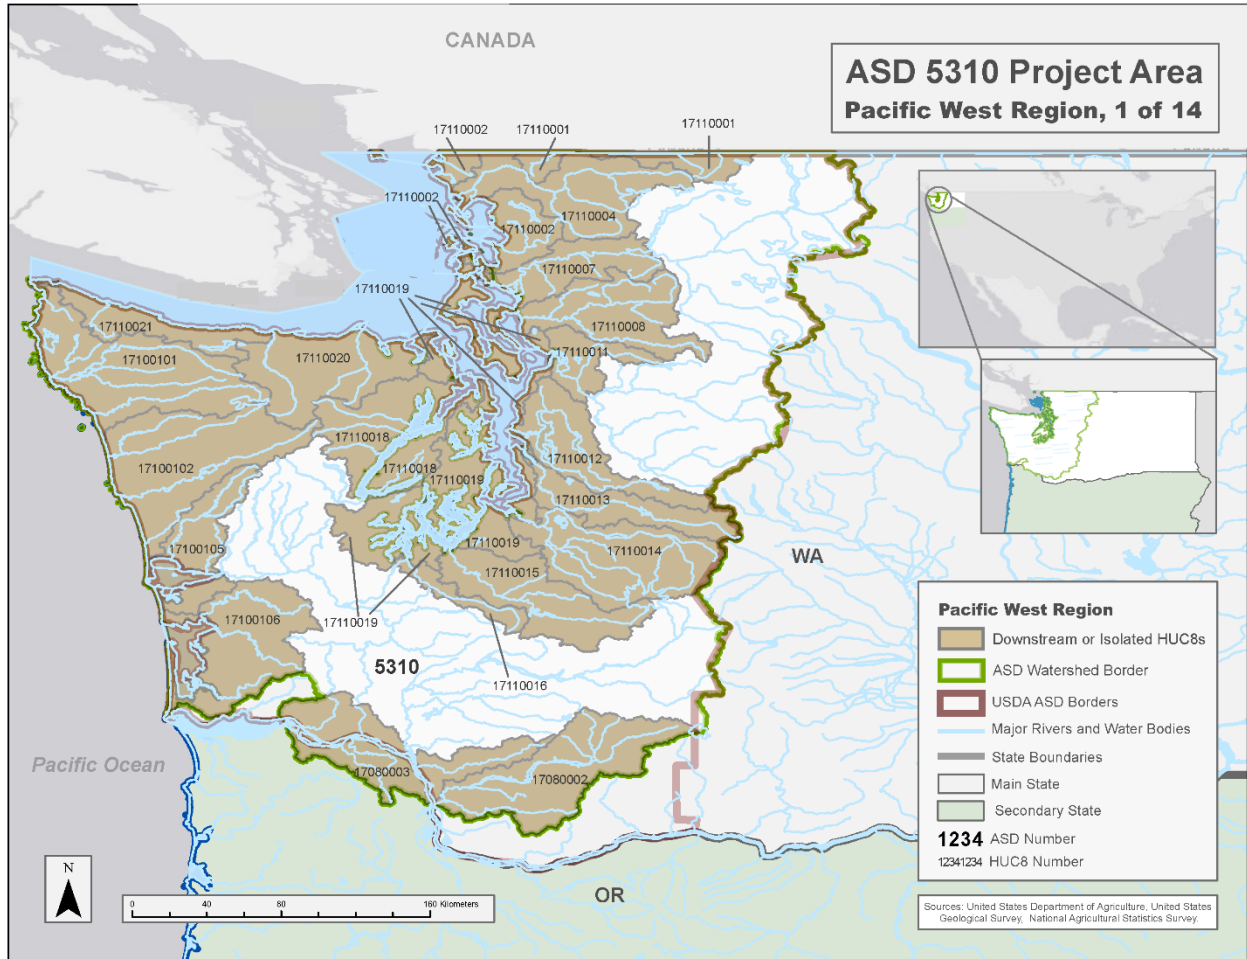 CANADA
ASD 5310 Project Area
Pacific West Region, 1 of 14
17110002
17110001
17110001
17110002
17110004
17110002
17110007
17110019
17110021
17110008
17100101
17110020
17110011
17110018
17110012
17100102
17110018
17110019
17110013
17100105
17110019
17110014
WA
17110015
17100106
17110019
5310
17110016
Pacific Ocean
17080003
17080002
OR
N
0 40 80 160 Kilometers
Pacific West Region
Downstream or Isolated HUC8s
ASD Watershed Border
USDA ASD Borders
Major Rivers and Water Bodies
State Boundaries
Main State
Secondary State
1234 ASD Number
12341234 HUC8 Number
Sources: United States Department of Agriculture, United States
Geological Survey, National Agricultural Statistics Survey.